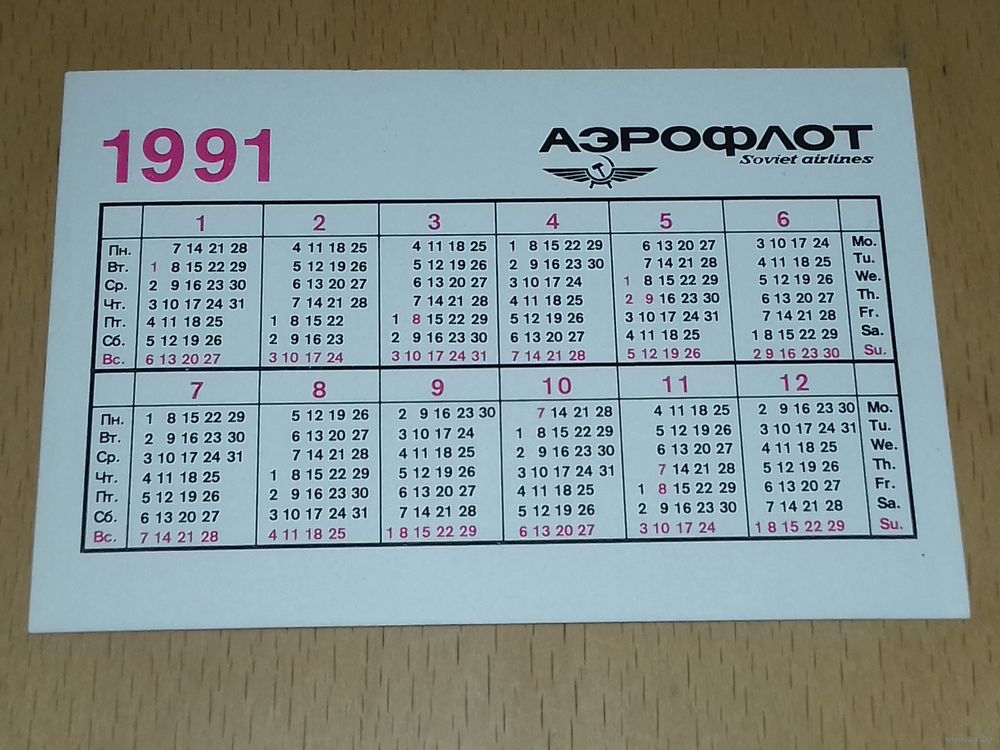 1991
АЭРОФЛОТ
Soviet airlines
1 2 3 4 5 6
Пн. 7 14 21 28 4 11 18 25 4 11 18 25 1 8 15 22 29 6 13 20 27 3 10 17 24 Mo.
Вт. 1 8 15 22 29 5 12 19 26 5 12 19 26 2 9 16 23 30 7 14 21 28 4 11 18 25 Tu.
Ср. 2 9 16 23 30 6 13 20 27 6 13 20 27 3 10 17 24 1 8 15 22 29 5 12 19 26 We.
Чт. 3 10 17 24 31 7 14 21 28 7 14 21 28 4 11 18 25 2 9 16 23 30 6 13 20 27 Th.
Пт. 4 11 18 25 1 8 15 22 1 8 15 22 29 5 12 19 26 3 10 17 24 31 7 14 21 28 Fr.
Сб. 5 12 19 26 2 9 16 23 2 9 16 23 30 6 13 20 27 4 11 18 25 1 8 15 22 29 Sa.
Вс. 6 13 20 27 3 10 17 24 3 10 17 24 31 7 14 21 28 5 12 19 26 2 9 16 23 30 Su.
7 8 9 10 11 12
Пн. 1 8 15 22 29 5 12 19 26 2 9 16 23 30 7 14 21 28 4 11 18 25 2 9 16 23 30 Mo.
Вт. 2 9 16 23 30 6 13 20 27 3 10 17 24 1 8 15 22 29 5 12 19 26 3 10 17 24 31 Tu.
Ср. 3 10 17 24 31 7 14 21 28 4 11 18 25 2 9 16 23 30 6 13 20 27 4 11 18 25 We.
Чт. 4 11 18 25 1 8 15 22 29 5 12 19 26 3 10 17 24 31 7 14 21 28 5 12 19 26 Th.
Пт. 5 12 19 26 2 9 16 23 30 6 13 20 27 4 11 18 25 1 8 15 22 29 6 13 20 27 Fr.
Сб. 6 13 20 27 3 10 17 24 31 7 14 21 28 5 12 19 26 2 9 16 23 30 7 14 21 28 Sa.
Вс. 7 14 21 28 4 11 18 25 1 8 15 22 29 6 13 20 27 3 10 17 24 1 8 15 22 29 Su.